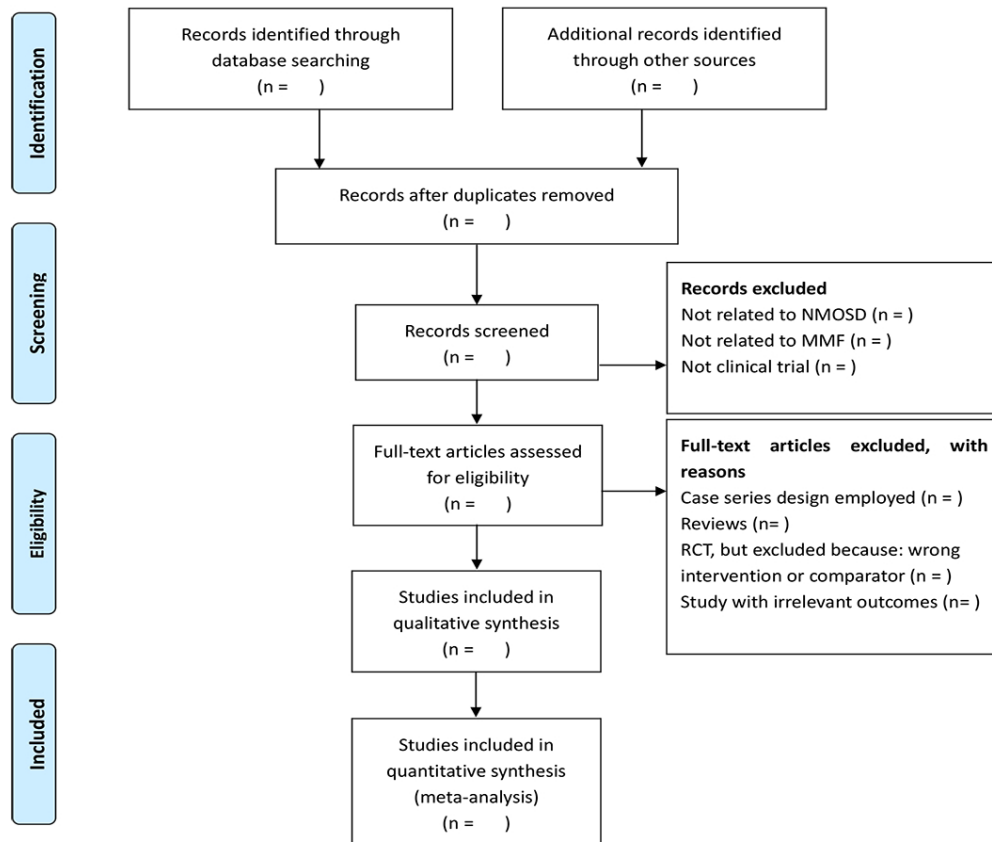 Identification
Records identified through
database searching
(n =     )
Additional records identified
through other sources
(n =     )
Records after duplicates removed
(n =     )
Screening
Records screened
(n =     )
Records excluded
Not related to NMOSD (n = )
Not related to MMF (n = )
Not clinical trial (n = )
Eligibility
Full-text articles assessed
for eligibility
(n =     )
Full-text articles excluded, with
reasons
Case series design employed (n = )
Reviews (n= )
RCT, but excluded because: wrong
intervention or comparator (n = )
Study with irrelevant outcomes (n= )
Studies included in
qualitative synthesis
(n =     )
Included
Studies included in
quantitative synthesis
(meta-analysis)
(n =     )